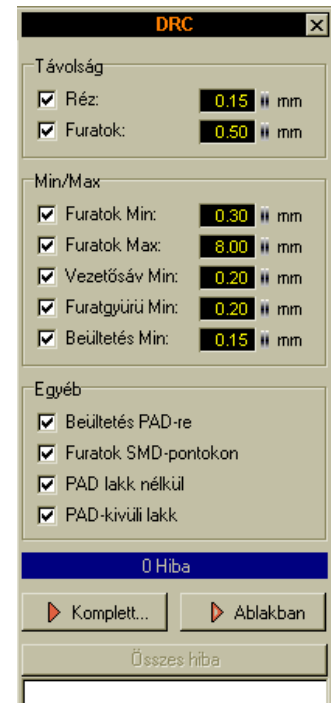 DRC
Távolság
Réz: 0.15 mm
Furatok: 0.50 mm
Min/Max
Furatok Min: 0.30 mm
Furatok Max: 8.00 mm
Vezetősáv Min: 0.20 mm
Furatgyürü Min: 0.20 mm
Beültetés Min: 0.15 mm
Egyéb
Beültetés PAD-re
Furatok SMD-pontokon
PAD lakk nélkül
PAD-kivüli lakk
0 Hiba
Komplett... Ablakban
Összes hiba